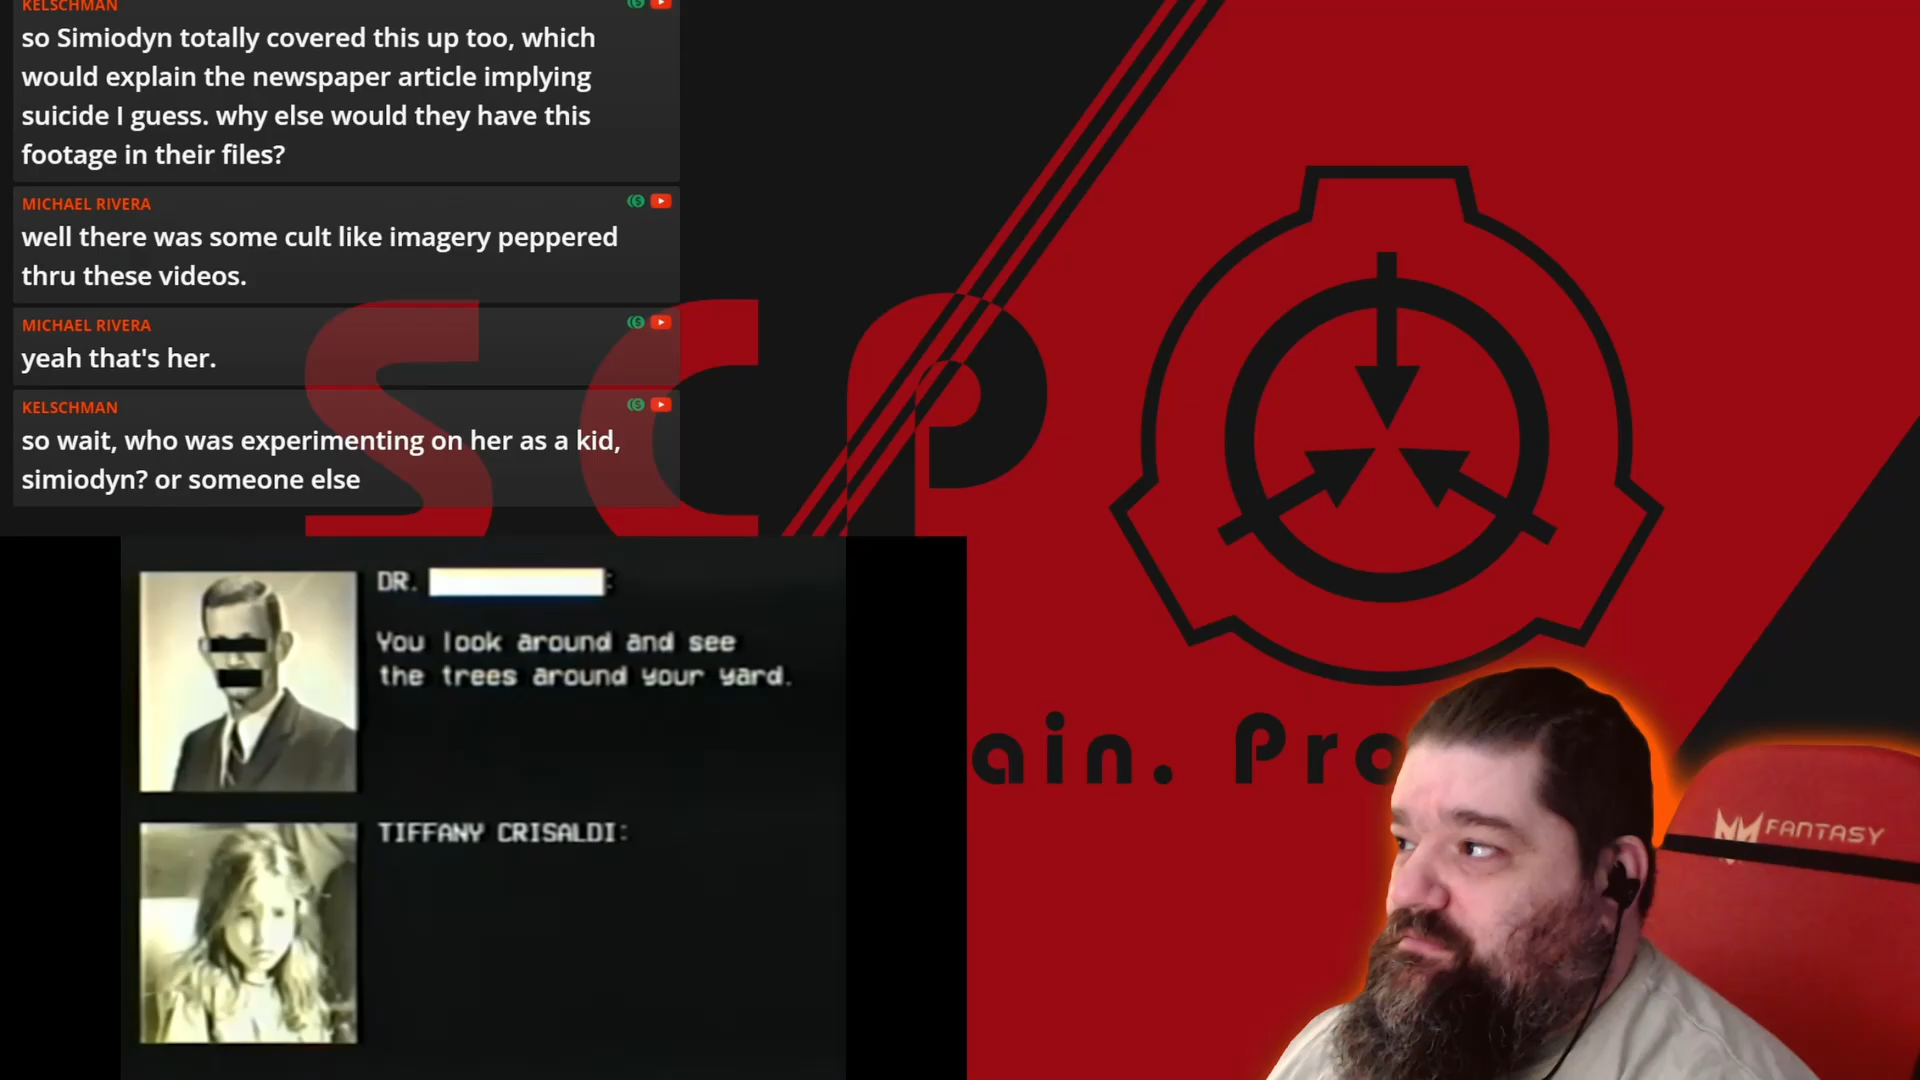 KELSCHMAN
so Simiodyn totally covered this up too, which
would explain the newspaper article implying
suicide I guess. why else would they have this
footage in their files?
MICHAEL RIVERA
well there was some cult like imagery peppered
thru these videos.
MICHAEL RIVERA
yeah that's her.
KELSCHMAN
so wait, who was experimenting on her as a kid,
simiodyn? or someone else
SCP
DR. :
You look around and see
the trees around your yard.
TIFFANY CRISALDI:
ain. Pro
FANTASY